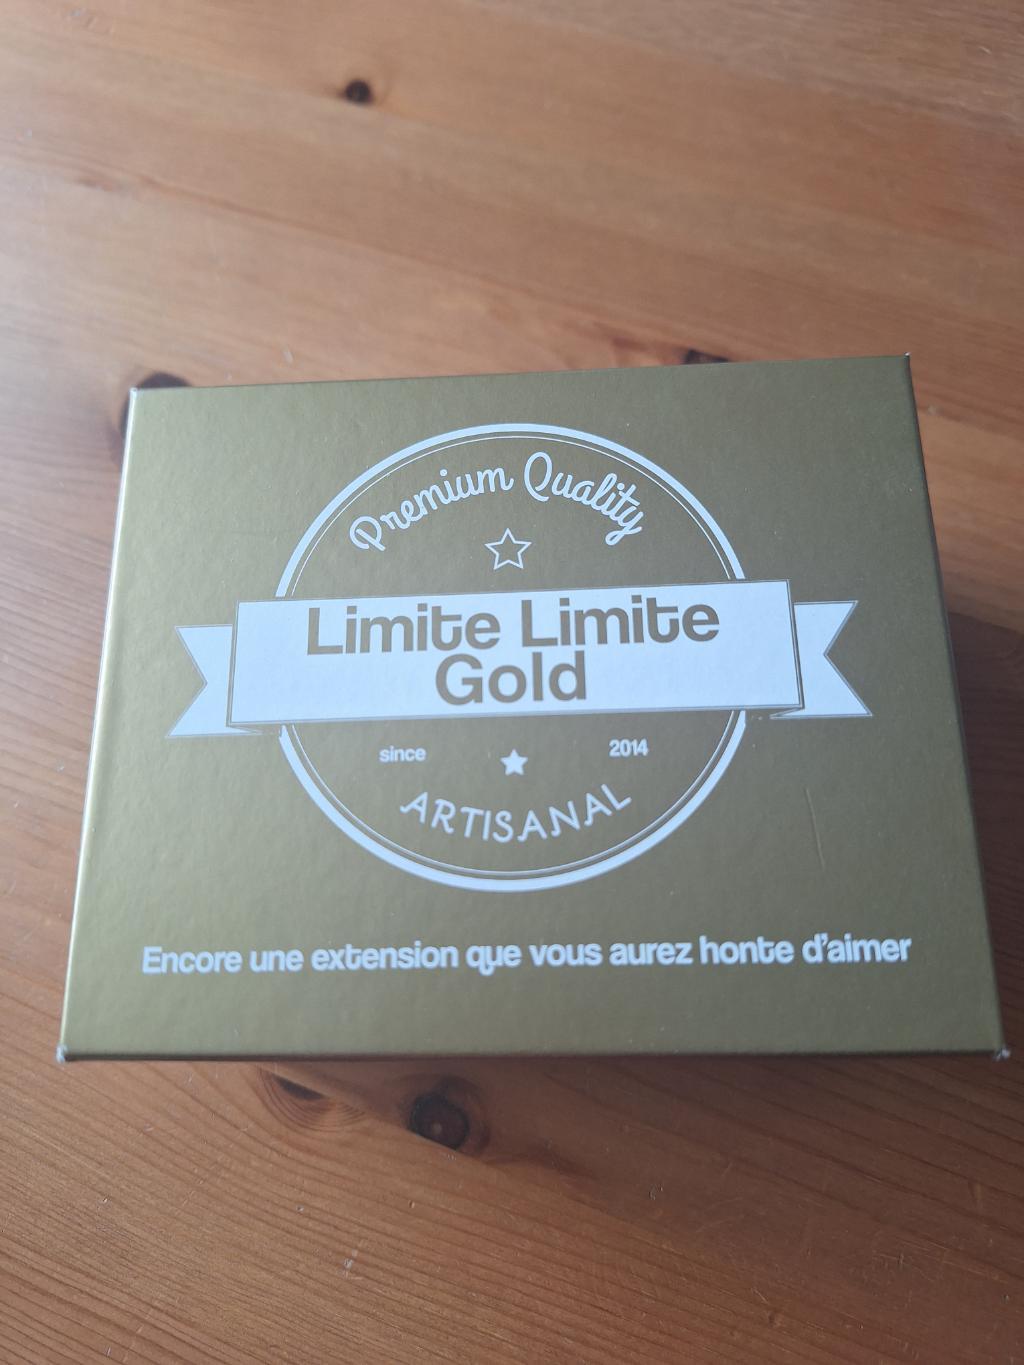 Premium Quality
Limite Limite
Gold
since 2014
ARTISANAL
Encore une extension que vous aurez honte d'aimer